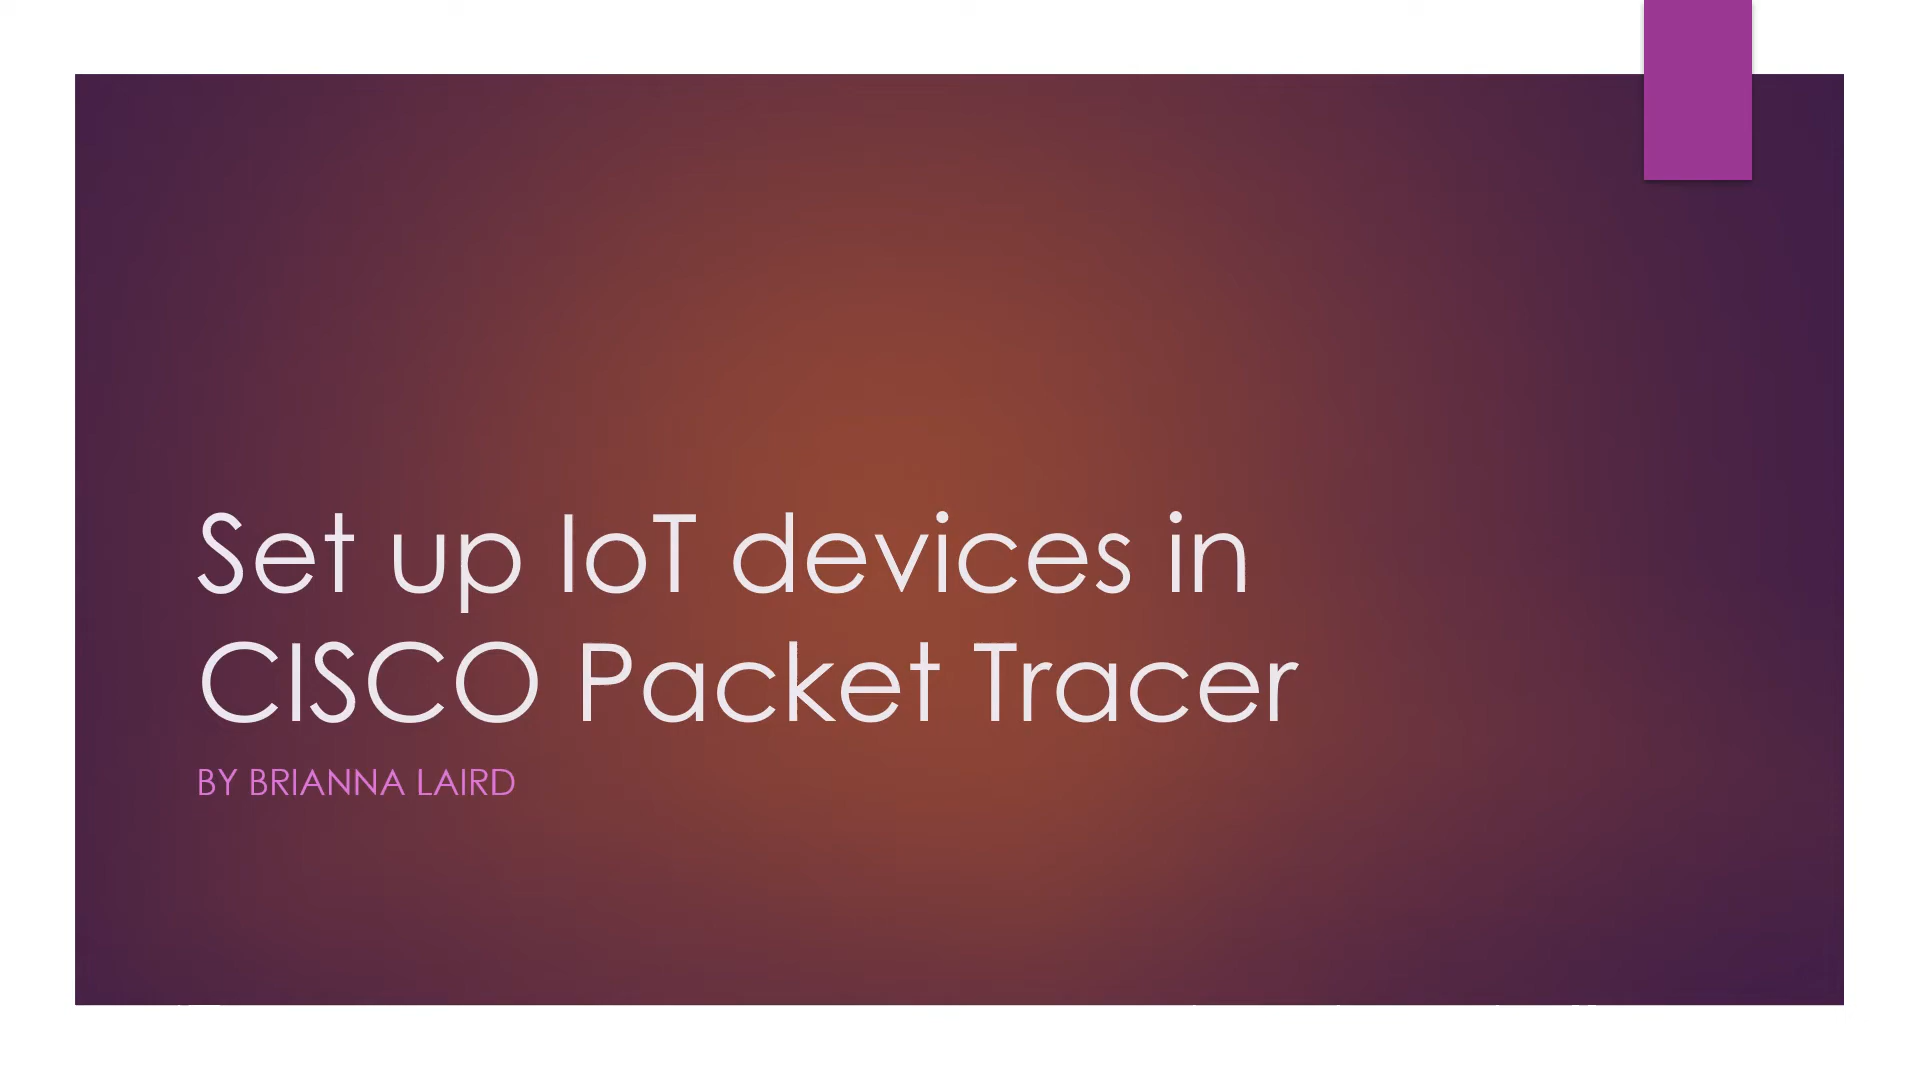 Set up IoT devices in
CISCO Packet Tracer
BY BRIANNA LAIRD